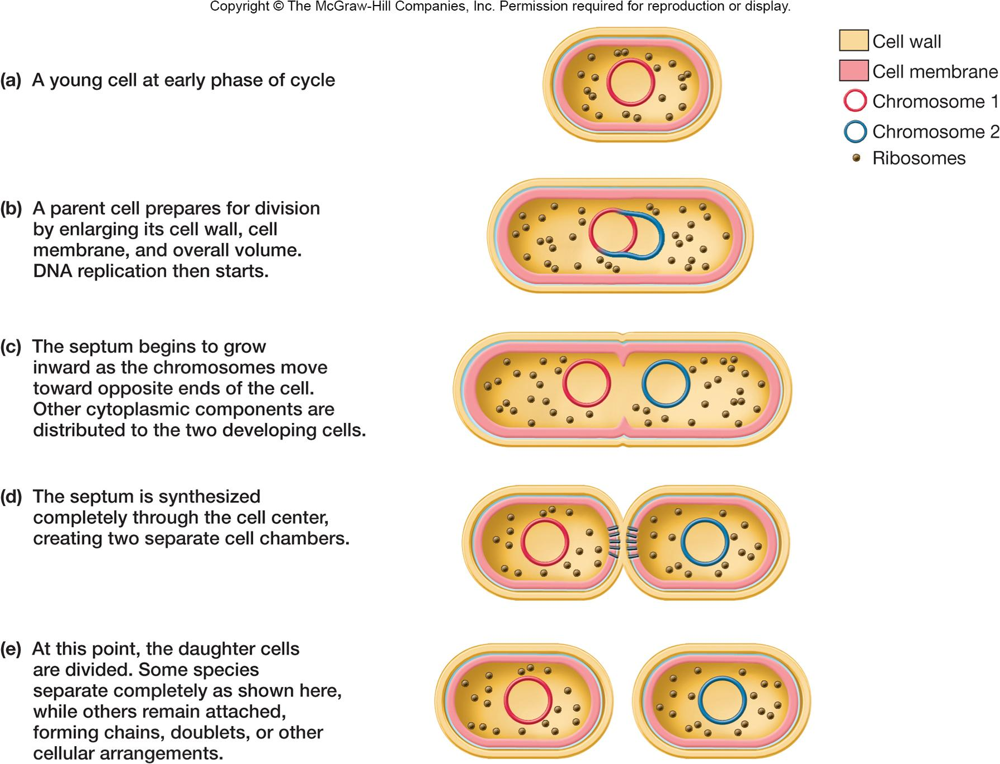 Copyright © The McGraw-Hill Companies, Inc. Permission required for reproduction or display.
Cell wall
Cell membrane
Chromosome 1
Chromosome 2
Ribosomes
(a) A young cell at early phase of cycle
(b) A parent cell prepares for division
by enlarging its cell wall, cell
membrane, and overall volume.
DNA replication then starts.
(c) The septum begins to grow
inward as the chromosomes move
toward opposite ends of the cell.
Other cytoplasmic components are
distributed to the two developing cells.
(d) The septum is synthesized
completely through the cell center,
creating two separate cell chambers.
(e) At this point, the daughter cells
are divided. Some species
separate completely as shown here,
while others remain attached,
forming chains, doublets, or other
cellular arrangements.